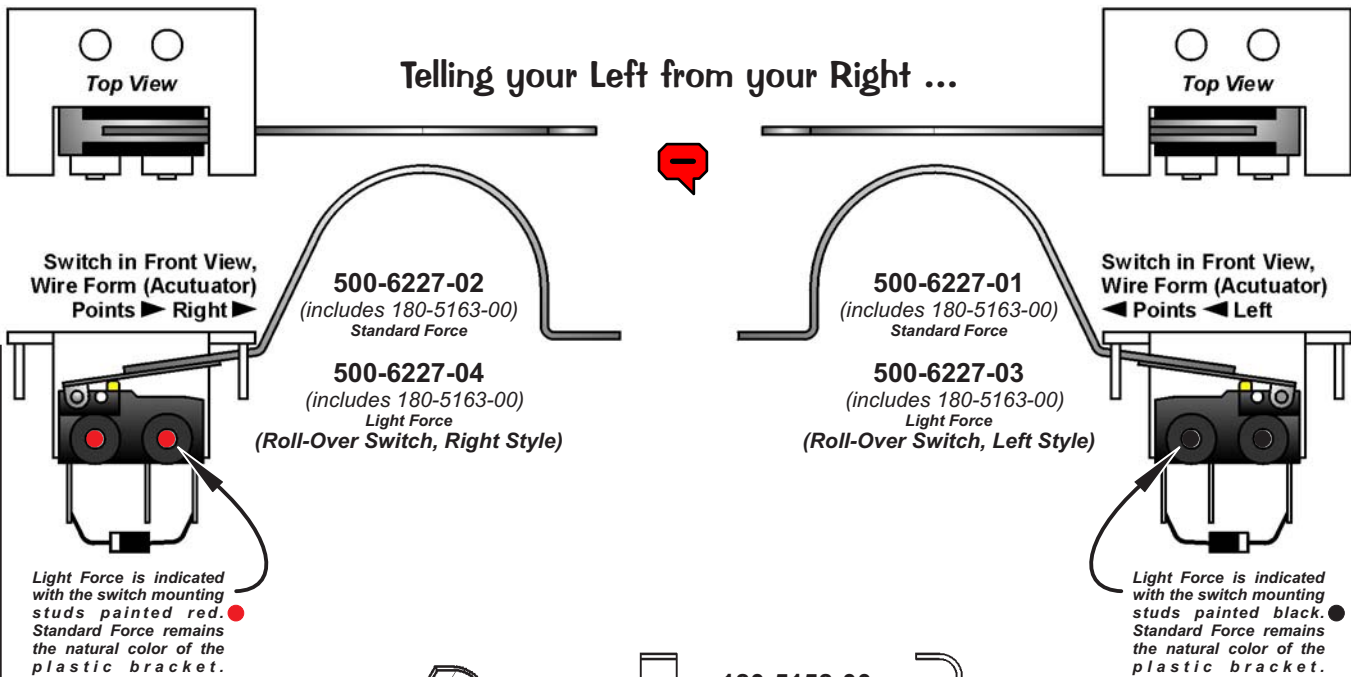 Telling your Left from your Right ...
Top View
Top View
Switch in Front View,
Wire Form (Acutuator)
Points ► Right ►
500-6227-02
(includes 180-5163-00)
Standard Force
500-6227-04
(includes 180-5163-00)
Light Force
(Roll-Over Switch, Right Style)
500-6227-01
(includes 180-5163-00)
Standard Force
500-6227-03
(includes 180-5163-00)
Light Force
(Roll-Over Switch, Left Style)
Switch in Front View,
Wire Form (Acutuator)
◄ Points ◄ Left
Light Force is indicated
with the switch mounting
studs painted red.
Standard Force remains
the natural color of the
plastic bracket.
Light Force is indicated
with the switch mounting
studs painted black.
Standard Force remains
the natural color of the
plastic bracket.